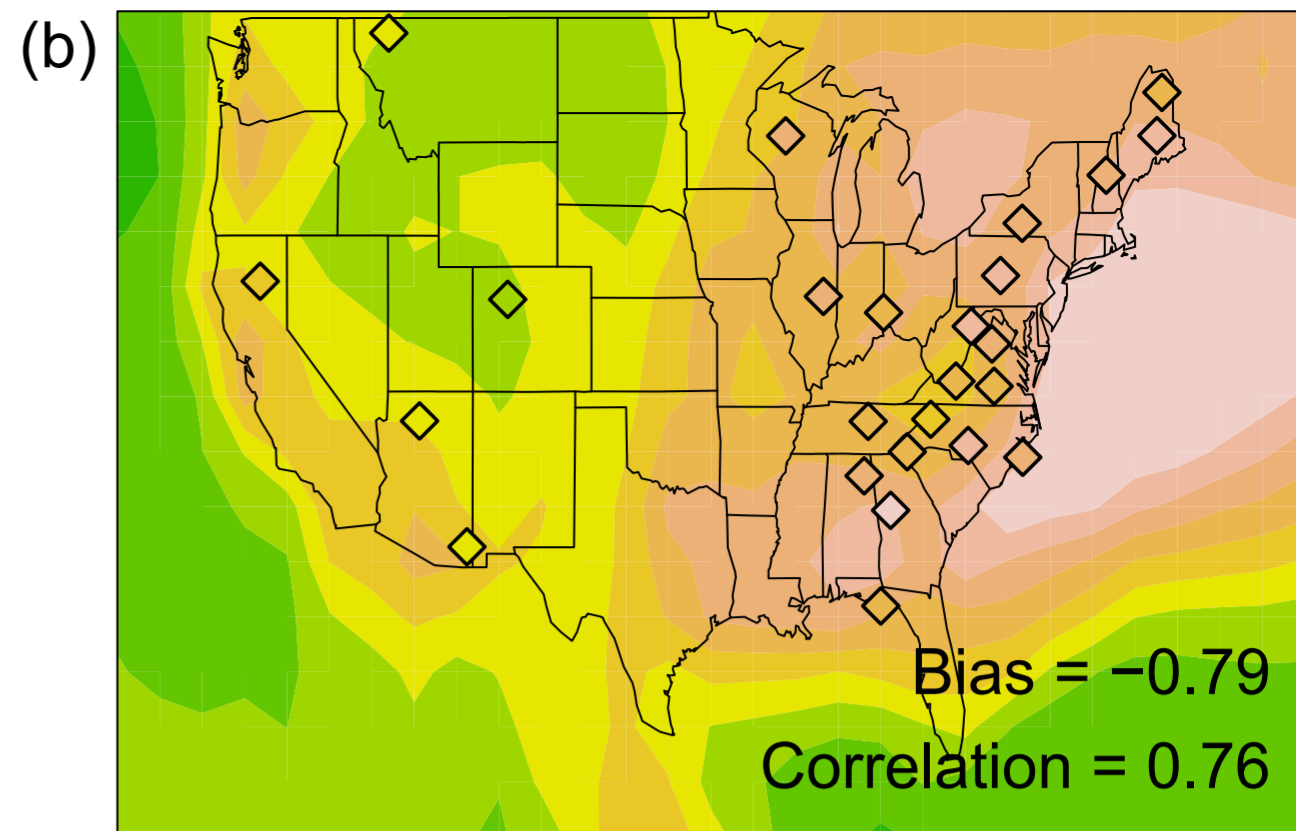 (b)
Bias = −0.79
Correlation = 0.76